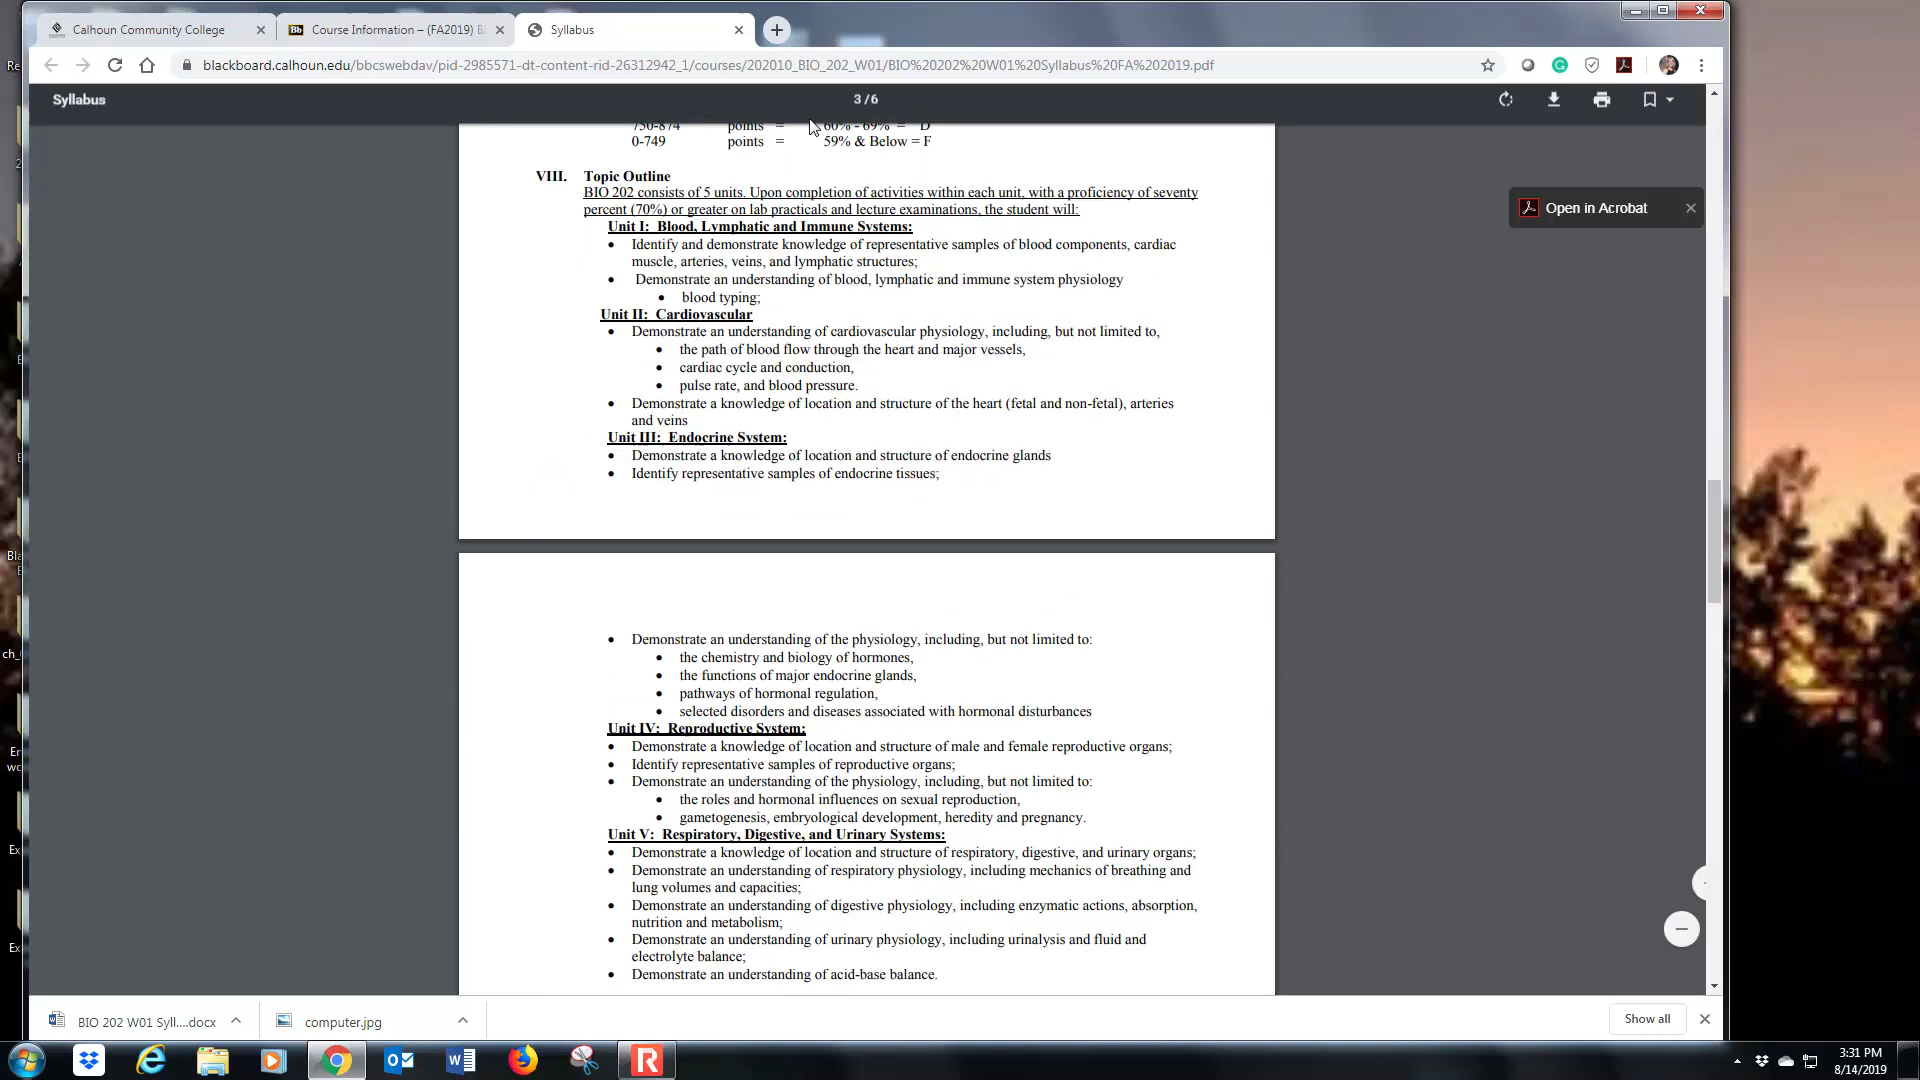 Calhoun Community College
Course Information – (FA2019) BI
Syllabus
blackboard.calhoun.edu/bbcswebdav/pid-2985571-dt-content-rid-26312942_1/courses/202010_BIO_202_W01/BIO%20202%20W01%20Syllabus%20FA%202019.pdf
Syllabus
3 / 6
750-874 points = 60% - 69% = D
0-749 points = 59% & Below = F
Open in Acrobat
VIII. Topic Outline
BIO 202 consists of 5 units. Upon completion of activities within each unit, with a proficiency of seventy
percent (70%) or greater on lab practicals and lecture examinations, the student will:
Unit I: Blood, Lymphatic and Immune Systems:
• Identify and demonstrate knowledge of representative samples of blood components, cardiac
muscle, arteries, veins, and lymphatic structures;
• Demonstrate an understanding of blood, lymphatic and immune system physiology
• blood typing;
Unit II: Cardiovascular
• Demonstrate an understanding of cardiovascular physiology, including, but not limited to,
• the path of blood flow through the heart and major vessels,
• cardiac cycle and conduction,
• pulse rate, and blood pressure.
• Demonstrate a knowledge of location and structure of the heart (fetal and non-fetal), arteries
and veins
Unit III: Endocrine System:
• Demonstrate a knowledge of location and structure of endocrine glands
• Identify representative samples of endocrine tissues;
• Demonstrate an understanding of the physiology, including, but not limited to:
• the chemistry and biology of hormones,
• the functions of major endocrine glands,
• pathways of hormonal regulation,
• selected disorders and diseases associated with hormonal disturbances
Unit IV: Reproductive System:
• Demonstrate a knowledge of location and structure of male and female reproductive organs;
• Identify representative samples of reproductive organs;
• Demonstrate an understanding of the physiology, including, but not limited to:
• the roles and hormonal influences on sexual reproduction,
• gametogenesis, embryological development, heredity and pregnancy.
Unit V: Respiratory, Digestive, and Urinary Systems:
• Demonstrate a knowledge of location and structure of respiratory, digestive, and urinary organs;
• Demonstrate an understanding of respiratory physiology, including mechanics of breathing and
lung volumes and capacities;
• Demonstrate an understanding of digestive physiology, including enzymatic actions, absorption,
nutrition and metabolism;
• Demonstrate an understanding of urinary physiology, including urinalysis and fluid and
electrolyte balance;
• Demonstrate an understanding of acid-base balance.
BIO 202 W01 Syll....docx
computer.jpg
Show all
3:31 PM
8/14/2019